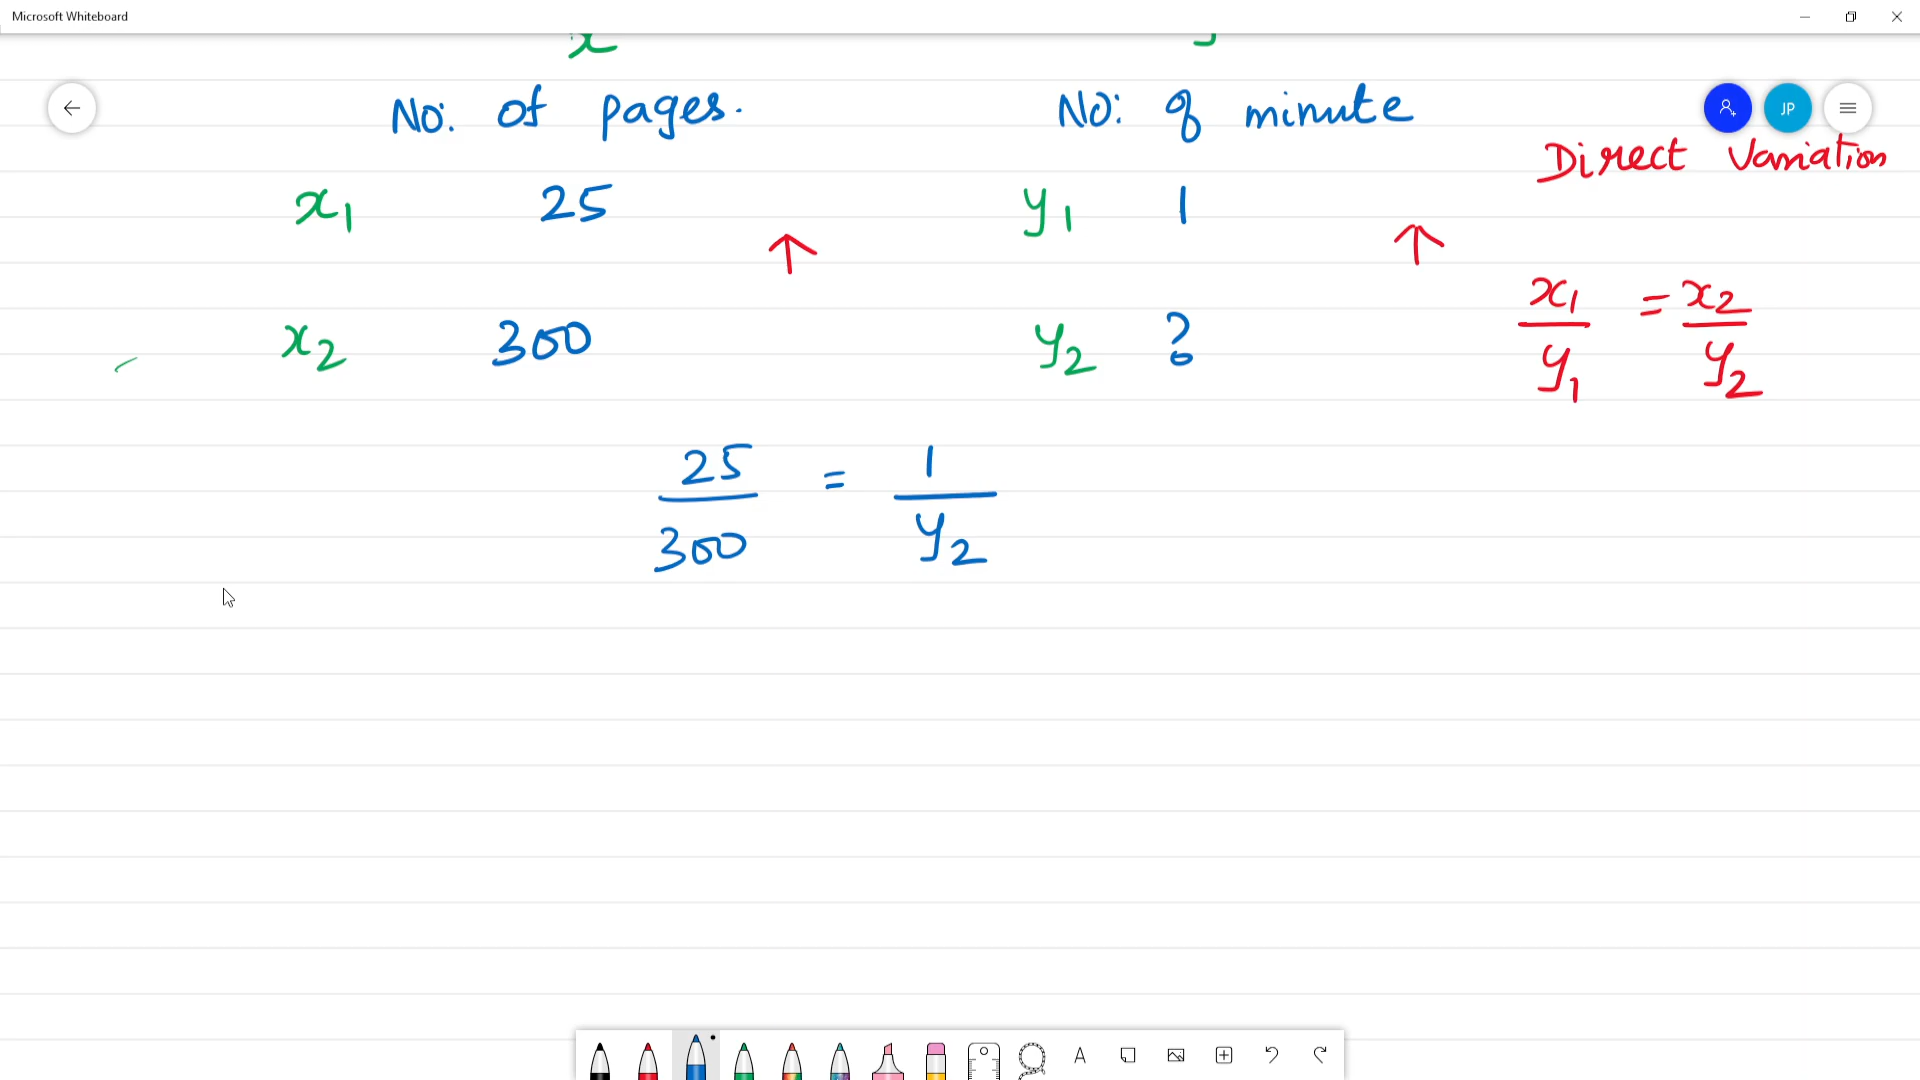 Microsoft Whiteboard
x
No: of pages. No: of minute
JP
Direct Variation
x1 25 y1 1
x1/y1 = x2/y2
x2 300 y2 ?
25/300 = 1/y2
A